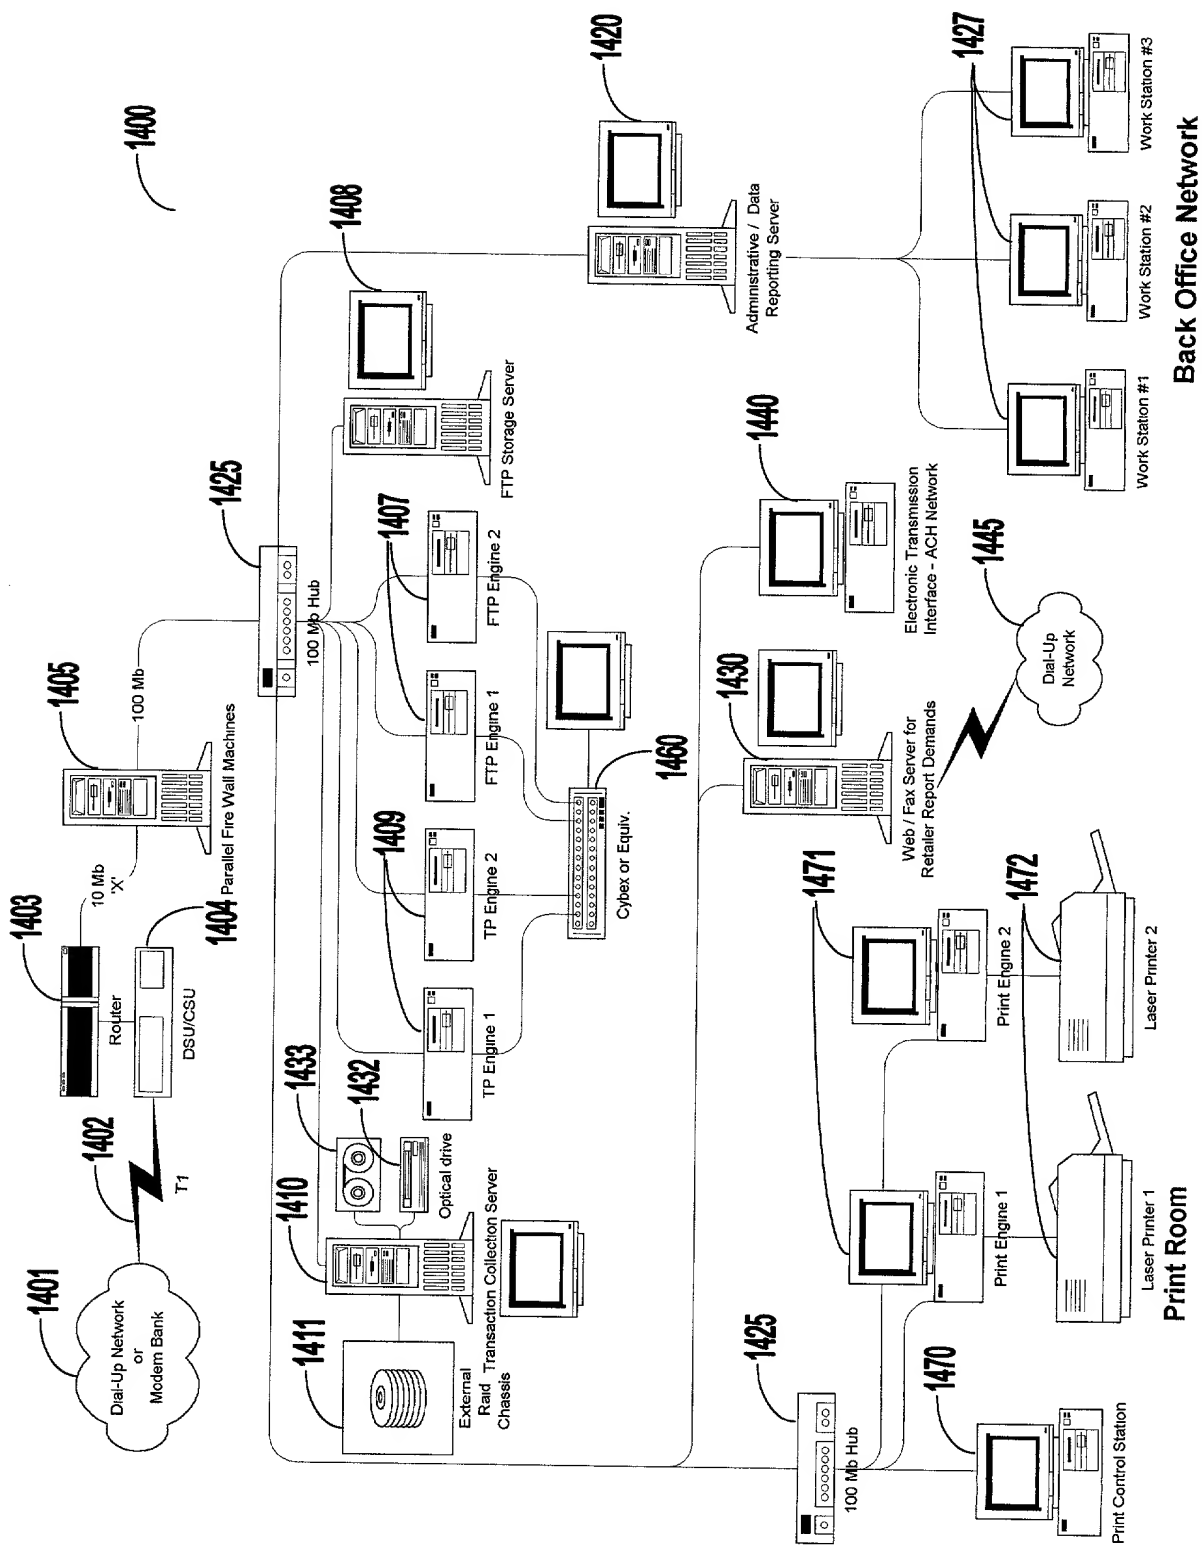 1400
1401
Dial-Up Network
or
Modem Bank
1402
T1
1403
Router
1404
DSU/CSU
10 Mb
'X'
1405
Parallel Fire Wall Machines
100 Mb
1425
100 Mb Hub
1408
FTP Storage Server
1407
FTP Engine 1
FTP Engine 2
1409
TP Engine 1
TP Engine 2
1460
Cybex or Equiv.
1433
1432
Optical drive
1410
Transaction Collection Server
1411
External
Raid
Chassis
1420
Administrative / Data
Reporting Server
1427
Work Station #1
Work Station #2
Work Station #3
Back Office Network
1440
Electronic Transmission
Interface - ACH Network
1430
Web / Fax Server for
Retailer Report Demands
1445
Dial-Up
Network
1425
100 Mb Hub
1470
Print Control Station
1471
Print Engine 1
Print Engine 2
1472
Laser Printer 1
Laser Printer 2
Print Room